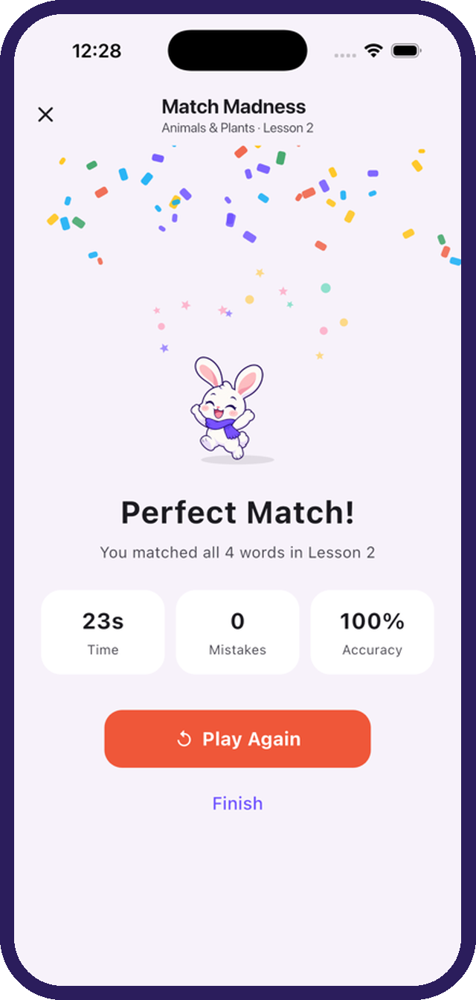 12:28
Match Madness
Animals & Plants · Lesson 2
Perfect Match!
You matched all 4 words in Lesson 2
23s
Time
0
Mistakes
100%
Accuracy
Play Again
Finish